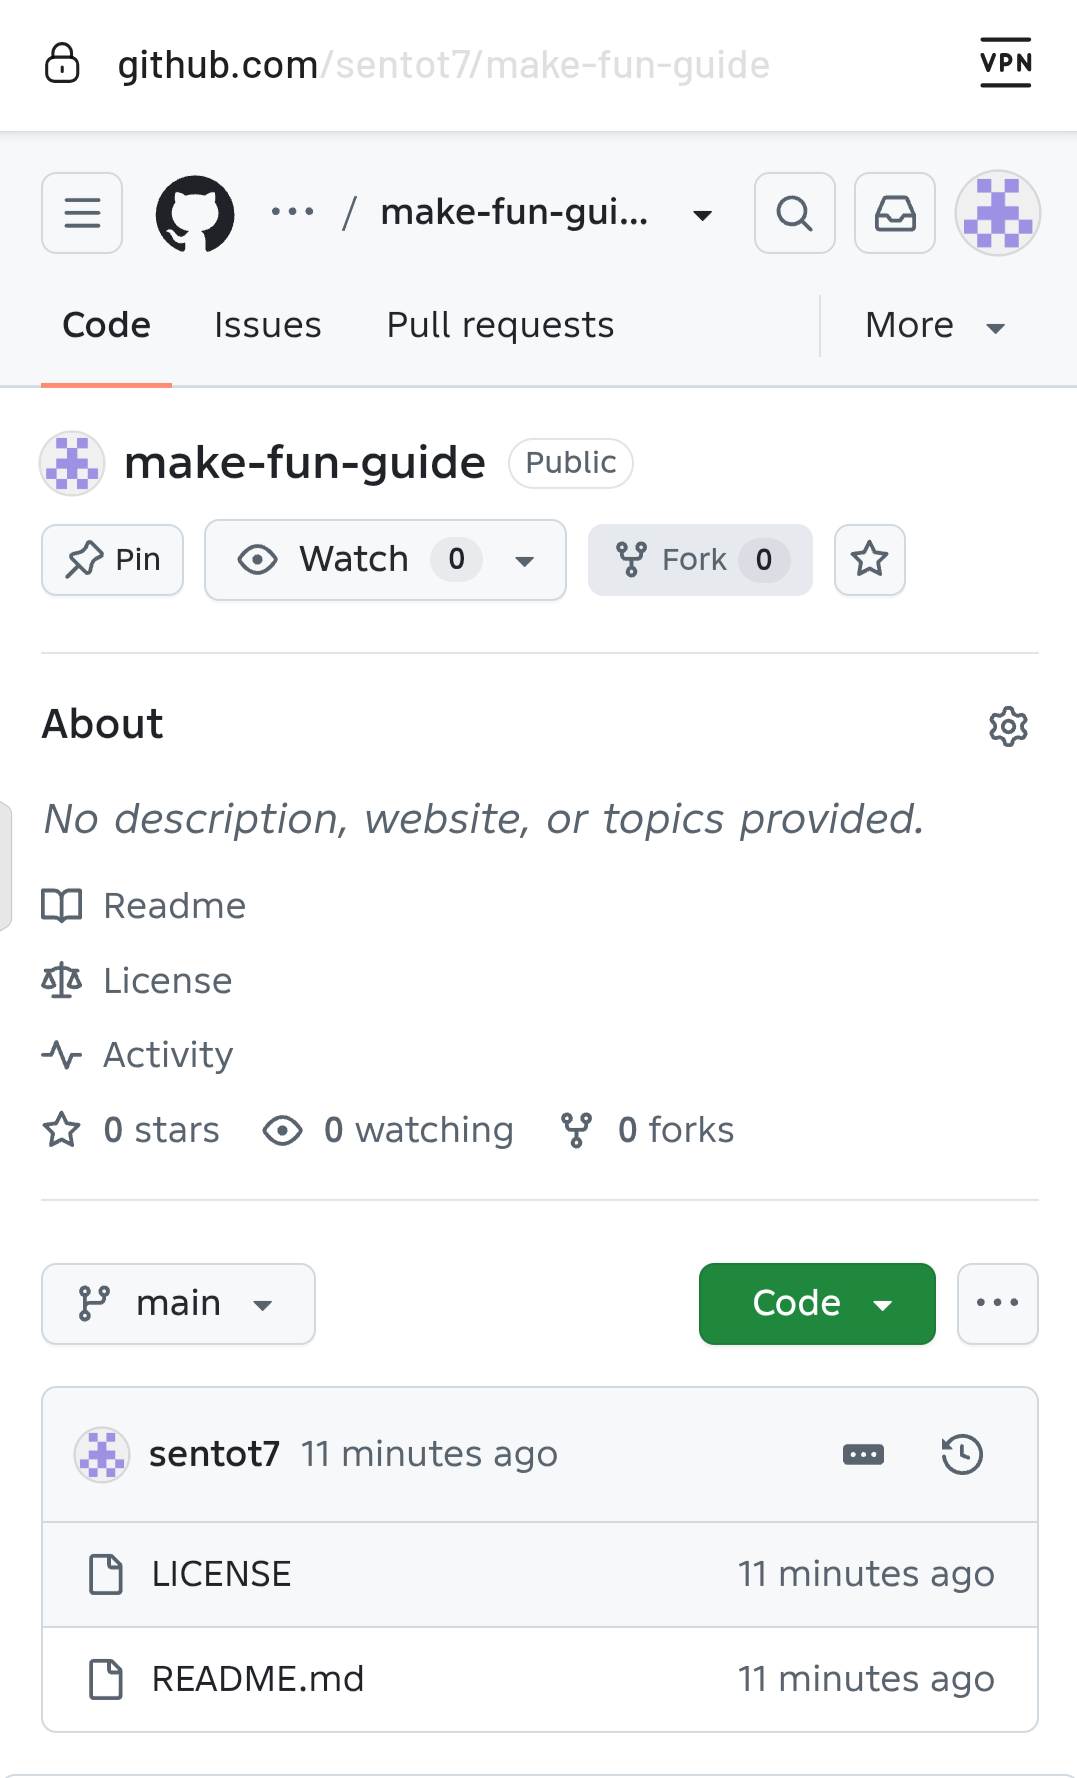 github.com/sentot7/make-fun-guide VPN
... / make-fun-gui...
Code Issues Pull requests More
make-fun-guide Public
Pin Watch 0 Fork 0
About
No description, website, or topics provided.
Readme
License
Activity
0 stars 0 watching 0 forks
main Code ...
sentot7 11 minutes ago ...
LICENSE 11 minutes ago
README.md 11 minutes ago